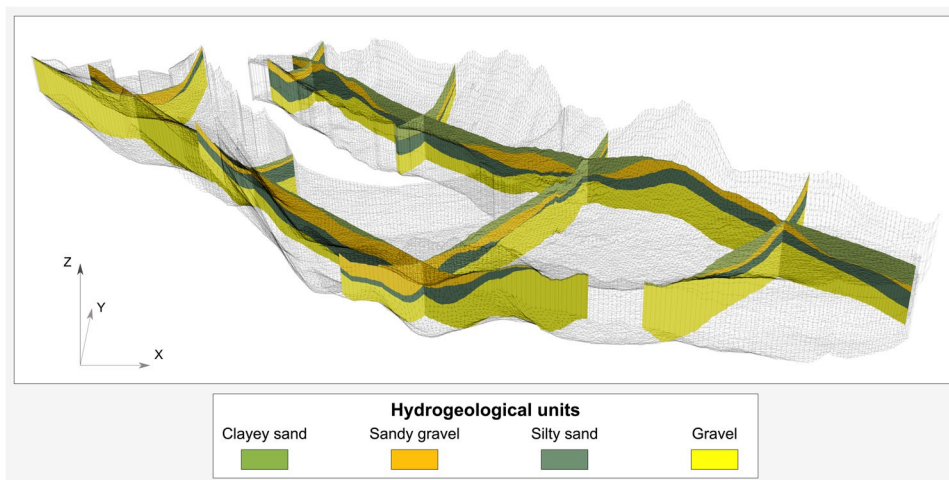 Z
Y
X
Hydrogeological units
Clayey sand Sandy gravel Silty sand Gravel